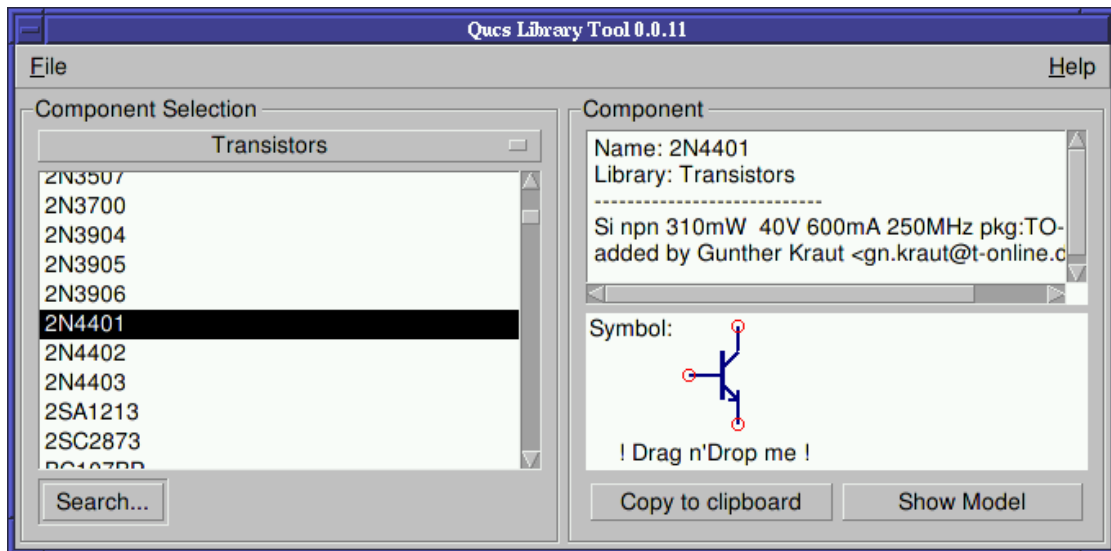 Qucs Library Tool 0.0.11
File
Help
Component Selection
Transistors
2N3507
2N3700
2N3904
2N3905
2N3906
2N4401
2N4402
2N4403
2SA1213
2SC2873
Search...
Component
Name: 2N4401
Library: Transistors
----------------------------
Si npn 310mW  40V 600mA 250MHz pkg:TO-
added by Gunther Kraut <gn.kraut@t-online.d
Symbol:
! Drag n'Drop me !
Copy to clipboard
Show Model